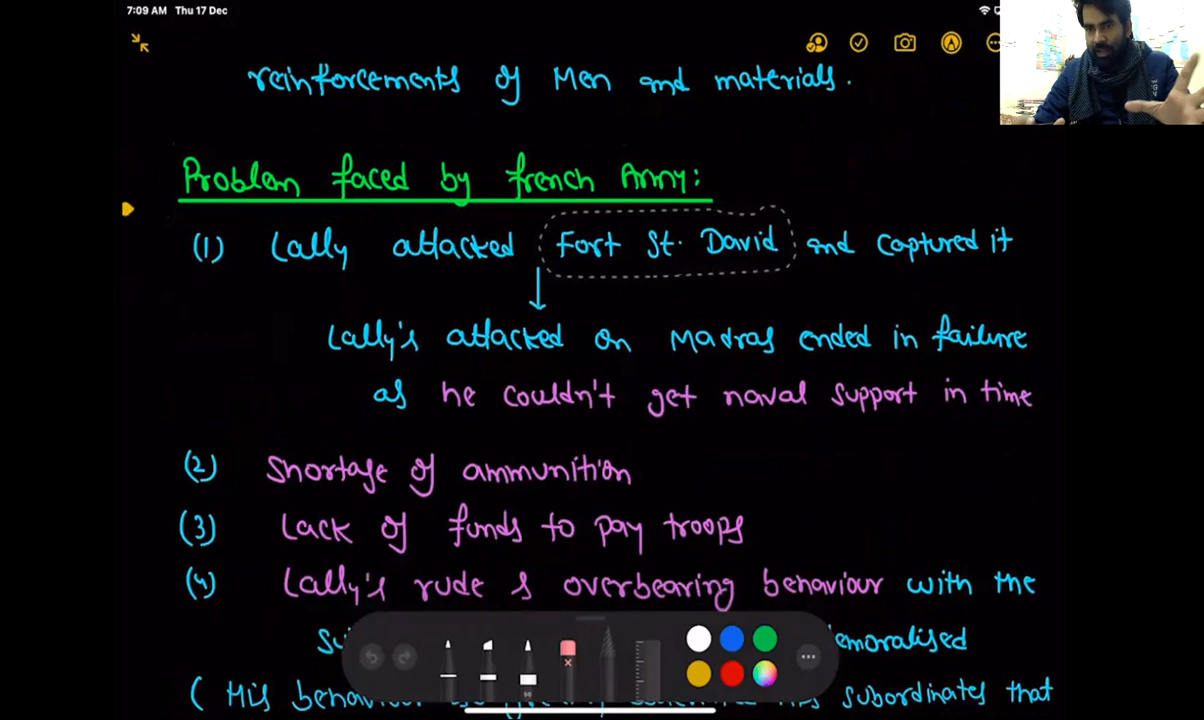 7:09 AM Thu 17 Dec
reinforcements of Men and materials.
Problem faced by french Army:
(1) Lally attacked Fort St. David and captured it
Lally's attacked on Madras ended in failure
as he couldn't get naval support in time
(2) Shortage of ammunition
(3) Lack of funds to pay troops
(4) Lally's rude & overbearing behaviour with the
demoralised
( His subordinates that